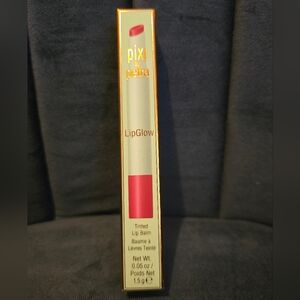 pixi
by
petra
LipGlow
Tinted
Lip Balm
Baume à
Lèvres Teinté
Net Wt.
0.05 oz /
Poids Net
1.5 g ℮